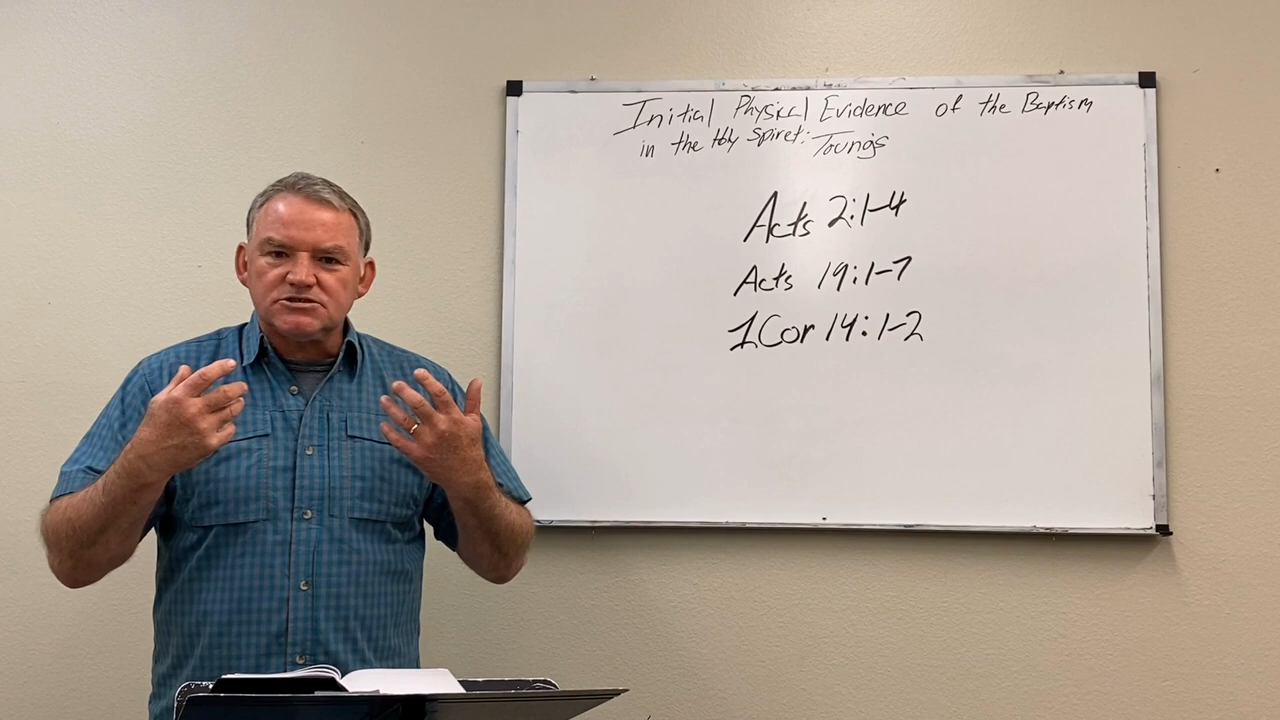 Initial Physical Evidence of the Baptism
in the Holy Spiret: Toung's
Acts 2:1-4
Acts 19:1-7
1Cor 14:1-2